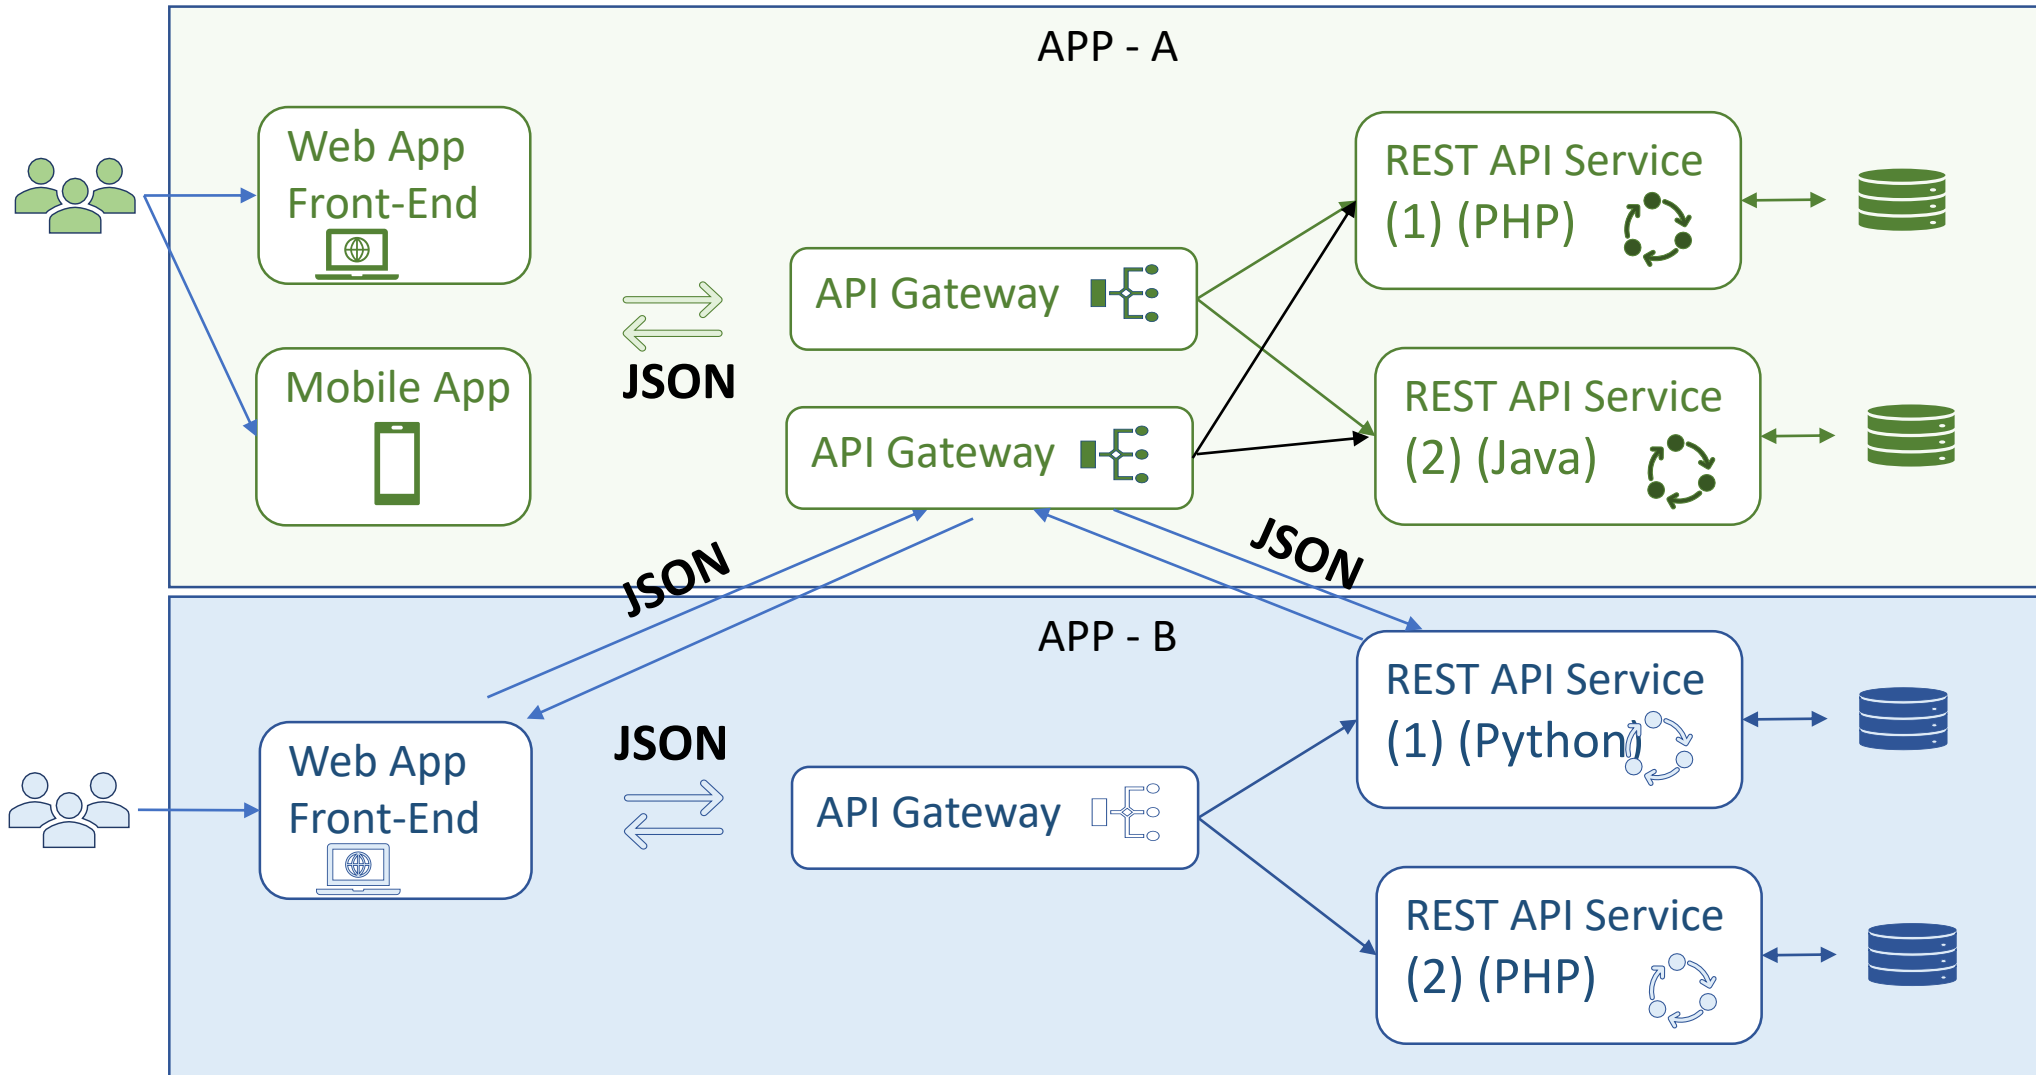 APP - A
Web App
Front-End
Mobile App
JSON
API Gateway
API Gateway
REST API Service
(1) (PHP)
REST API Service
(2) (Java)
JSON
JSON
APP - B
Web App
Front-End
JSON
API Gateway
REST API Service
(1) (Python)
REST API Service
(2) (PHP)